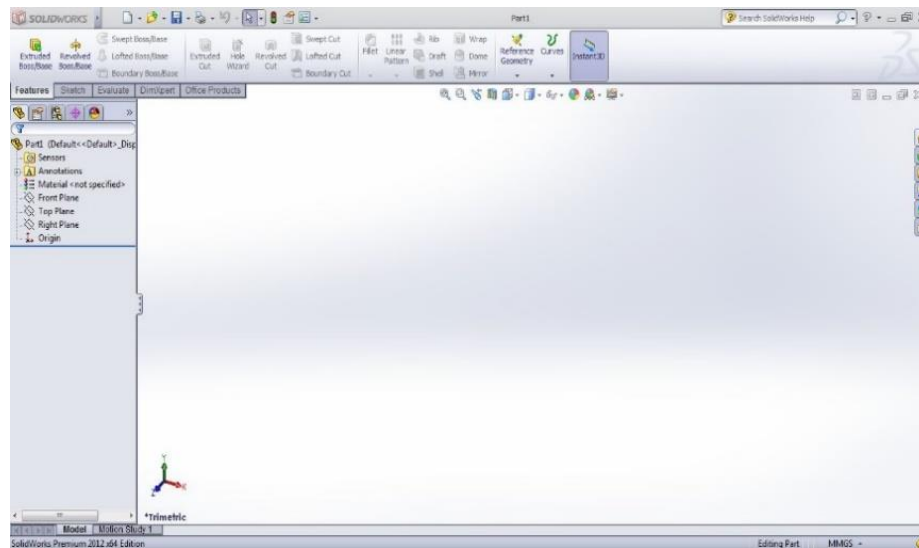 SOLIDWORKS
Part1
Search SolidWorks Help
Extruded Boss/Base
Revolved Boss/Base
Swept Boss/Base
Lofted Boss/Base
Boundary Boss/Base
Extruded Cut
Hole Wizard
Revolved Cut
Swept Cut
Lofted Cut
Boundary Cut
Fillet
Linear Pattern
Rib
Draft
Shell
Wrap
Dome
Mirror
Reference Geometry
Curves
Instant3D
Features Sketch Evaluate DimXpert Office Products
Part1 (Default<<Default>_Disp
Sensors
Annotations
Material <not specified>
Front Plane
Top Plane
Right Plane
Origin
*Trimetric
Model Motion Study 1
SolidWorks Premium 2012 x64 Edition
Editing Part
MMGS